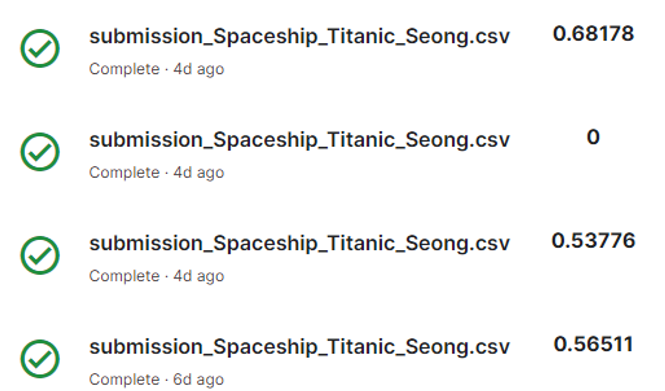 submission_Spaceship_Titanic_Seong.csv 0.68178
Complete · 4d ago
submission_Spaceship_Titanic_Seong.csv 0
Complete · 4d ago
submission_Spaceship_Titanic_Seong.csv 0.53776
Complete · 4d ago
submission_Spaceship_Titanic_Seong.csv 0.56511
Complete · 6d ago